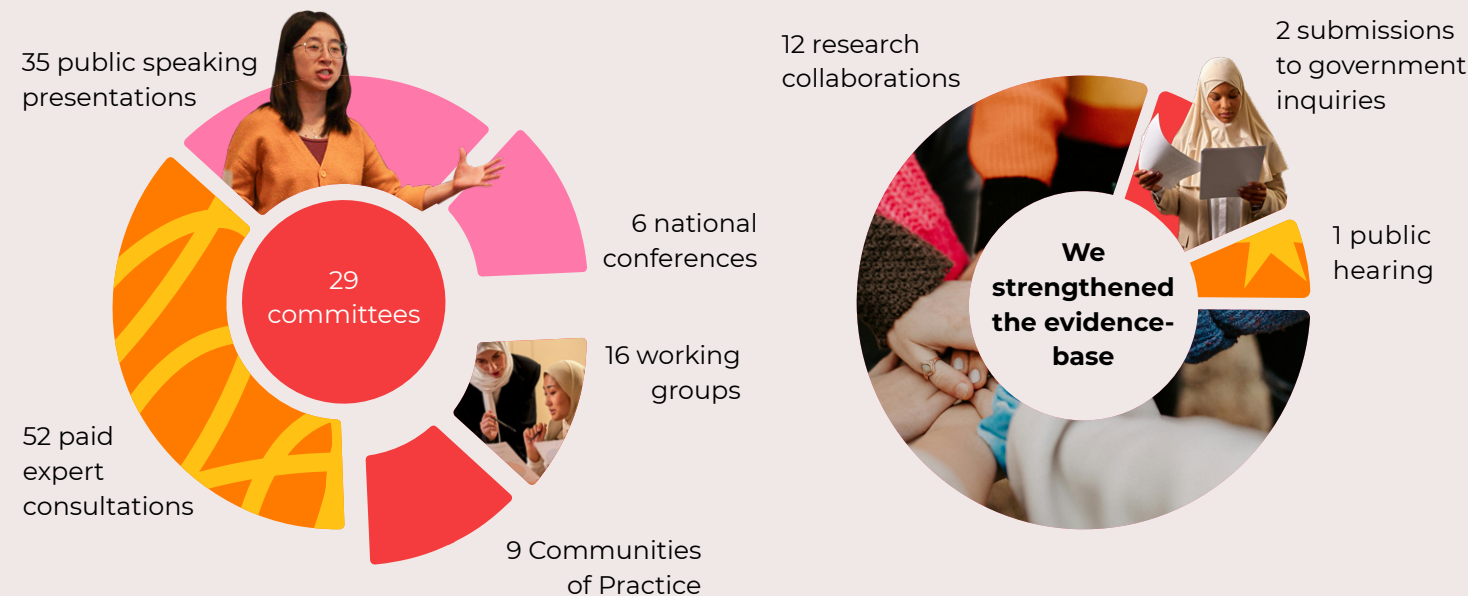 35 public speaking
presentations
6 national
conferences
29
committees
16 working
groups
52 paid
expert
consultations
9 Communities
of Practice
12 research
collaborations
2 submissions
to government
inquiries
1 public
hearing
We
strengthened
the evidence-
base